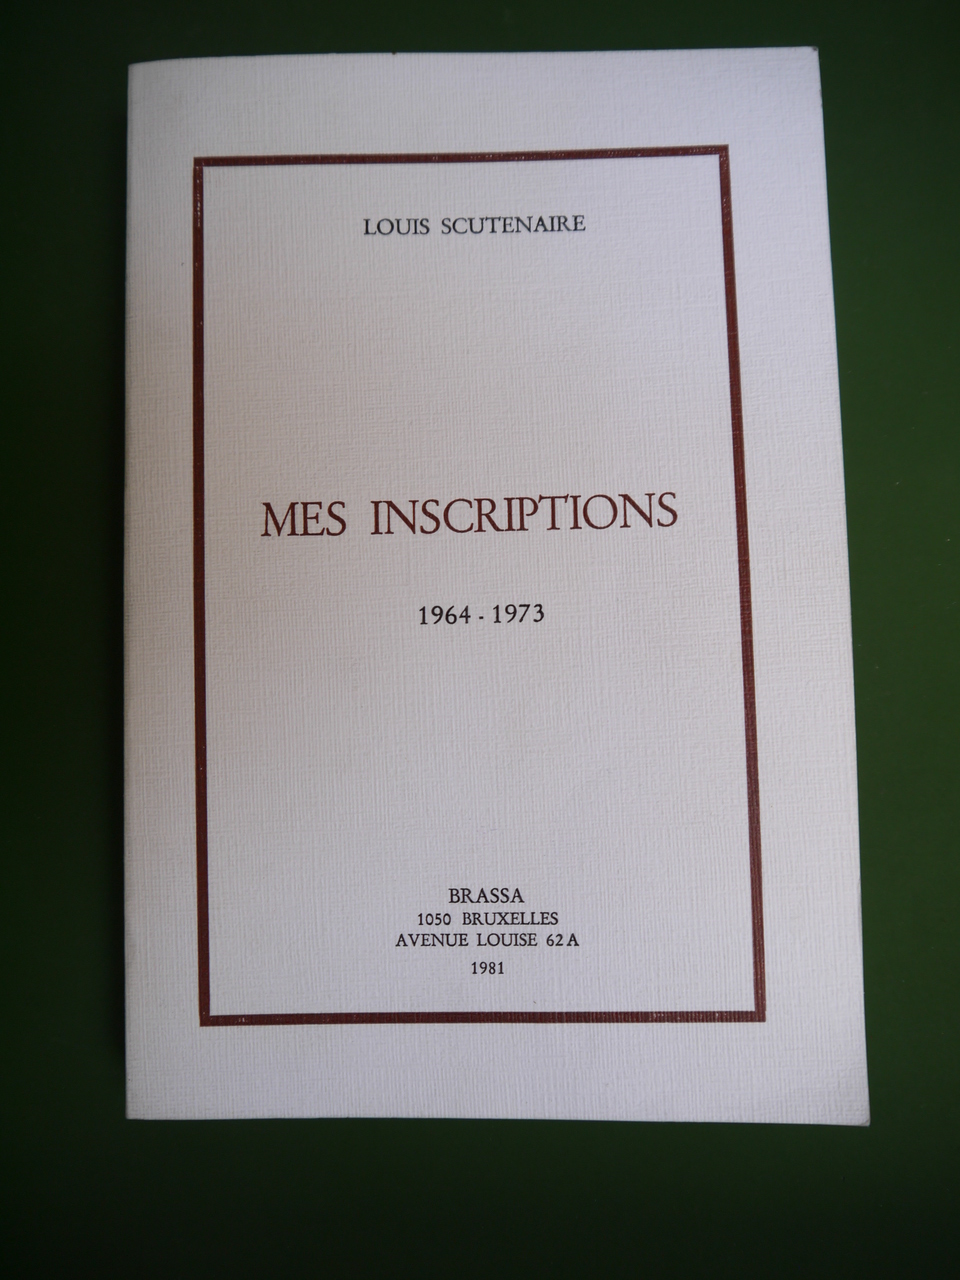 LOUIS SCUTENAIRE
MES INSCRIPTIONS
1964 - 1973
BRASSA
1050 BRUXELLES
AVENUE LOUISE 62 A
1981